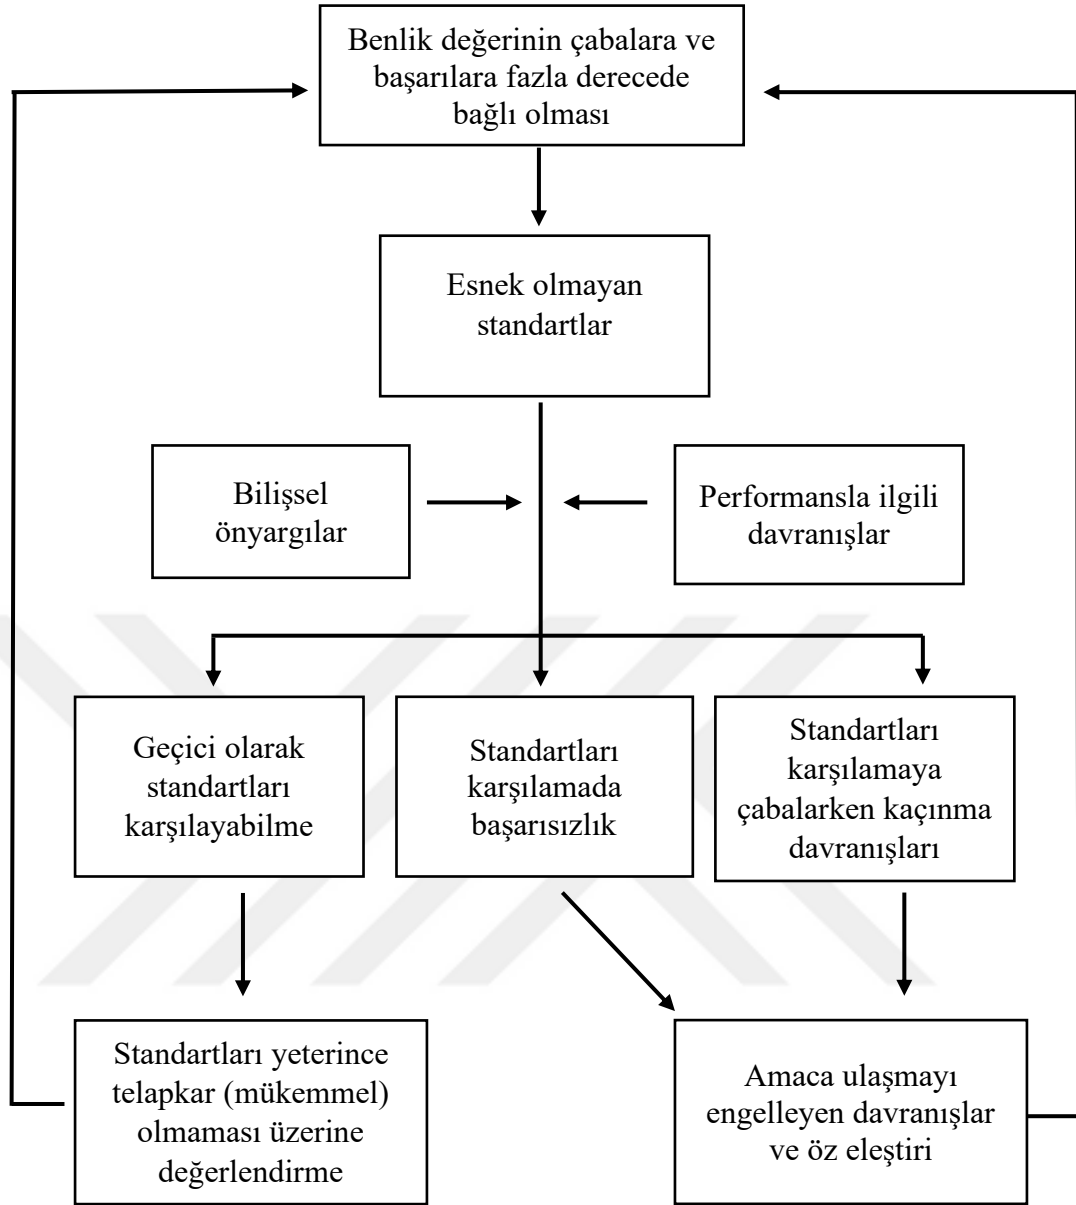 Benlik değerinin çabalara ve
başarılara fazla derecede
bağlı olması
Esnek olmayan
standartlar
Bilişsel
önyargılar
Performansla ilgili
davranışlar
Geçici olarak
standartları
karşılayabilme
Standartları
karşılamada
başarısızlık
Standartları
karşılamaya
çabalarken kaçınma
davranışları
Standartları yeterince
telapkar (mükemmel)
olmaması üzerine
değerlendirme
Amaca ulaşmayı
engelleyen davranışlar
ve öz eleştiri